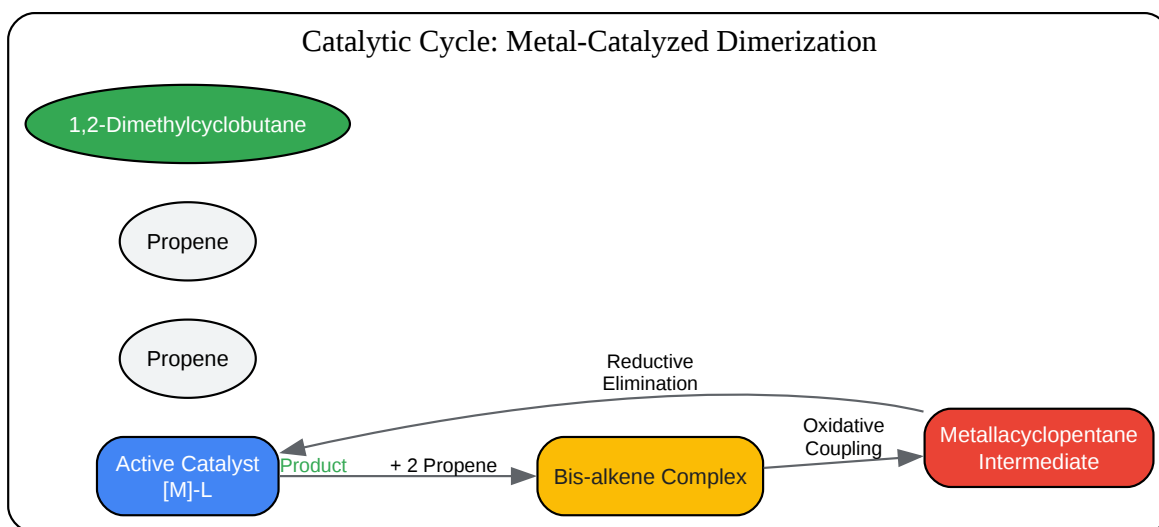 Catalytic Cycle: Metal-Catalyzed Dimerization
1,2-Dimethylcyclobutane
Propene
Propene
Reductive
Elimination
Active Catalyst
[M]-L
Product
+ 2 Propene
Bis-alkene Complex
Oxidative
Coupling
Metallacyclopentane
Intermediate